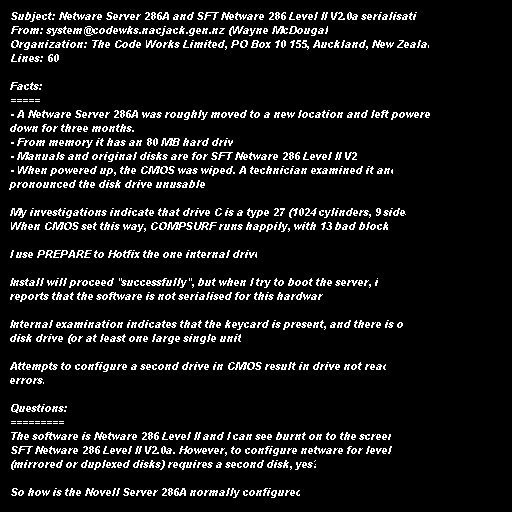 Subject: Netware Server 286A and SFT Netware 286 Level II V2.0a serialisati
From: system@codewks.nacjack.gen.nz (Wayne McDougal
Organization: The Code Works Limited, PO Box 10 155, Auckland, New Zeala
Lines: 60

Facts:
=====
- A Netware Server 286A was roughly moved to a new location and left powere
down for three months.
- From memory it has an 80 MB hard driv
- Manuals and original disks are for SFT Netware 286 Level II V2
- When powered up, the CMOS was wiped. A technician examined it and
pronounced the disk drive unusable

My investigations indicate that drive C is a type 27 (1024 cylinders, 9 side
When CMOS set this way, COMPSURF runs happily, with 13 bad block

I use PREPARE to Hotfix the one internal drive

Install will proceed "successfully", but when I try to boot the server, i
reports that the software is not serialised for this hardwar

Internal examination indicates that the keycard is present, and there is o
disk drive (or at least one large single unit

Attempts to configure a second drive in CMOS result in drive not read
errors.

Questions:
=========
The software is Netware 286 Level II and I can see burnt on to the screen
SFT Netware 286 Level II V2.0a. However, to configure netware for level
(mirrored or duplexed disks) requires a second disk, yes?

So how is the Novell Server 286A normally configured